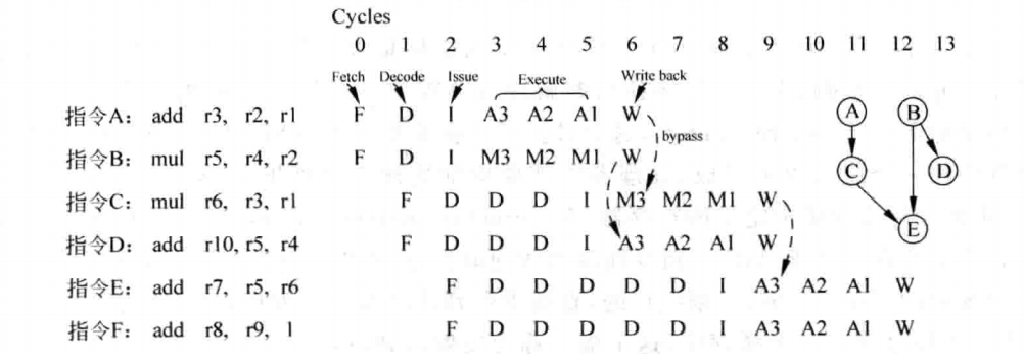 Cycles
0 1 2 3 4 5 6 7 8 9 10 11 12 13
Fetch Decode Issue Execute Write back
指令A: add r3, r2, r1 F D I A3 A2 A1 W
bypass
指令B: mul r5, r4, r2 F D I M3 M2 M1 W
指令C: mul r6, r3, r1 F D D D I M3 M2 M1 W
指令D: add r10, r5, r4 F D D D I A3 A2 A1 W
指令E: add r7, r5, r6 F D D D D D I A3 A2 A1 W
指令F: add r8, r9, 1 F D D D D D I A3 A2 A1 W
A B
C D
E